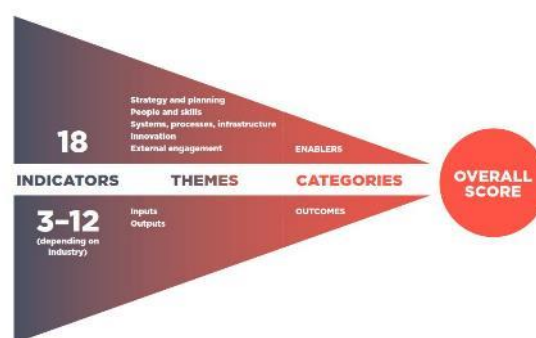 18
Strategy and planning
People and skills
Systems, processes, infrastructure
Innovation
External engagement
ENABLERS
INDICATORS
THEMES
CATEGORIES
OVERALL
SCORE
3–12
(depending on
industry)
Inputs
Outputs
OUTCOMES